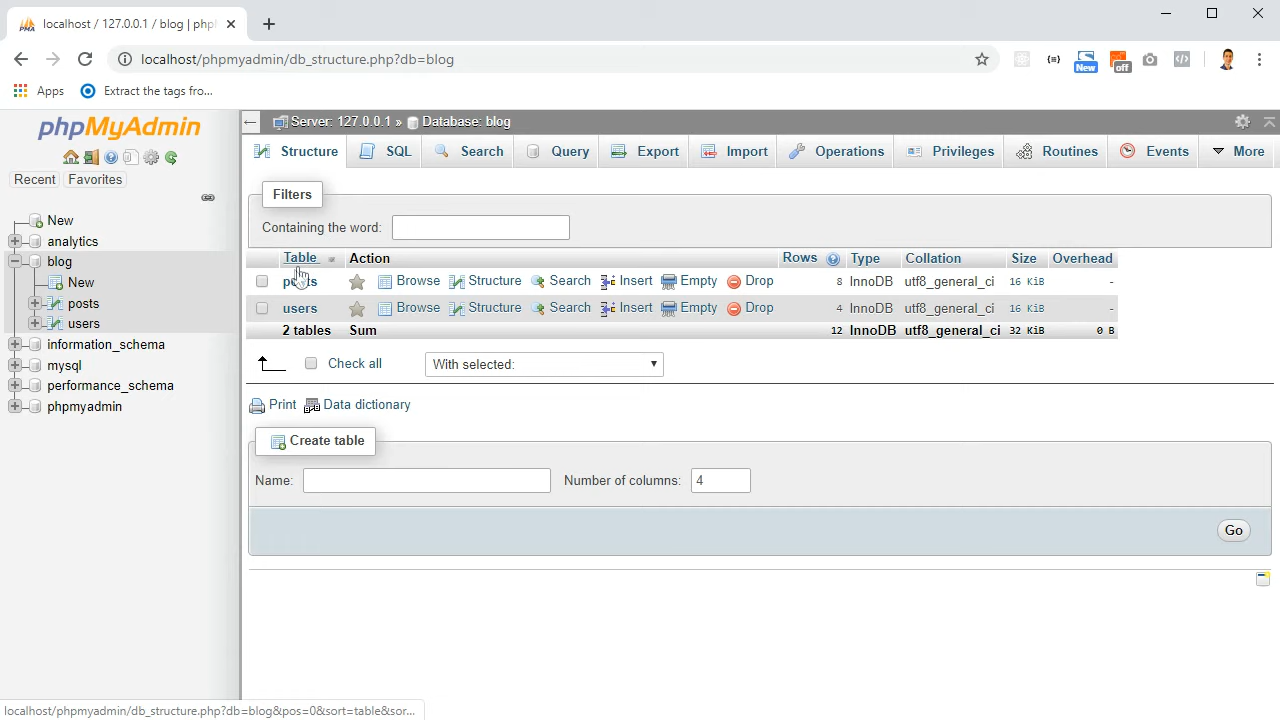 localhost / 127.0.0.1 / blog | php
localhost/phpmyadmin/db_structure.php?db=blog
New
off
Apps
Extract the tags fro...
phpMyAdmin
Recent
Favorites
New
analytics
blog
New
posts
users
information_schema
mysql
performance_schema
phpmyadmin
Server: 127.0.0.1 » Database: blog
Structure SQL Search Query Export Import Operations Privileges Routines Events More
Filters
Containing the word:
Table Action Rows Type Collation Size Overhead
posts Browse Structure Search Insert Empty Drop 8 InnoDB utf8_general_ci 16 KiB -
users Browse Structure Search Insert Empty Drop 4 InnoDB utf8_general_ci 16 KiB -
2 tables Sum 12 InnoDB utf8_general_ci 32 KiB 0 B
Check all With selected:
Print Data dictionary
Create table
Name: Number of columns: 4
Go
localhost/phpmyadmin/db_structure.php?db=blog&pos=0&sort=table&sor...